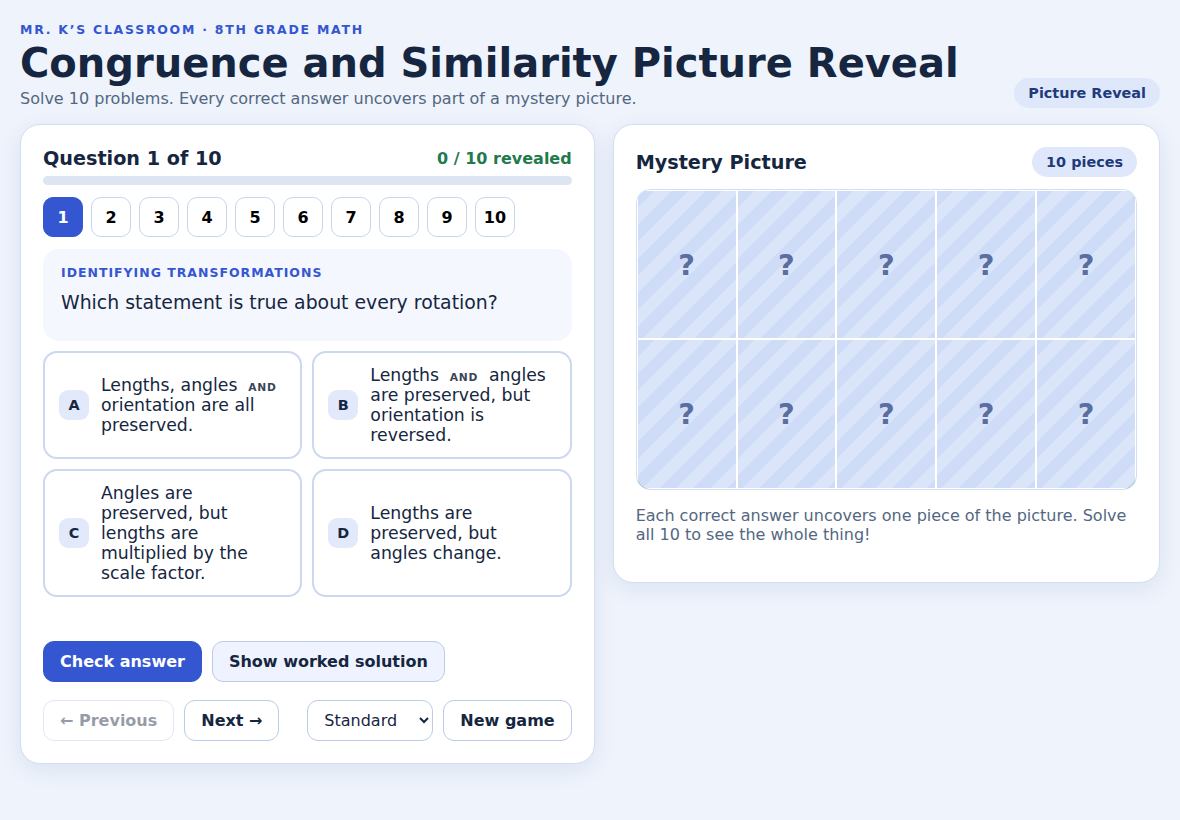 MR. K’S CLASSROOM · 8TH GRADE MATH
Congruence and Similarity Picture Reveal
Solve 10 problems. Every correct answer uncovers part of a mystery picture.
Picture Reveal
Question 1 of 10
0 / 10 revealed
1 2 3 4 5 6 7 8 9 10
IDENTIFYING TRANSFORMATIONS
Which statement is true about every rotation?
A
Lengths, angles AND
orientation are all
preserved.
B
Lengths AND angles
are preserved, but
orientation is
reversed.
C
Angles are
preserved, but
lengths are
multiplied by the
scale factor.
D
Lengths are
preserved, but
angles change.
Check answer
Show worked solution
← Previous
Next →
Standard
New game
Mystery Picture
10 pieces
? ? ? ? ?
? ? ? ? ?
Each correct answer uncovers one piece of the picture. Solve
all 10 to see the whole thing!